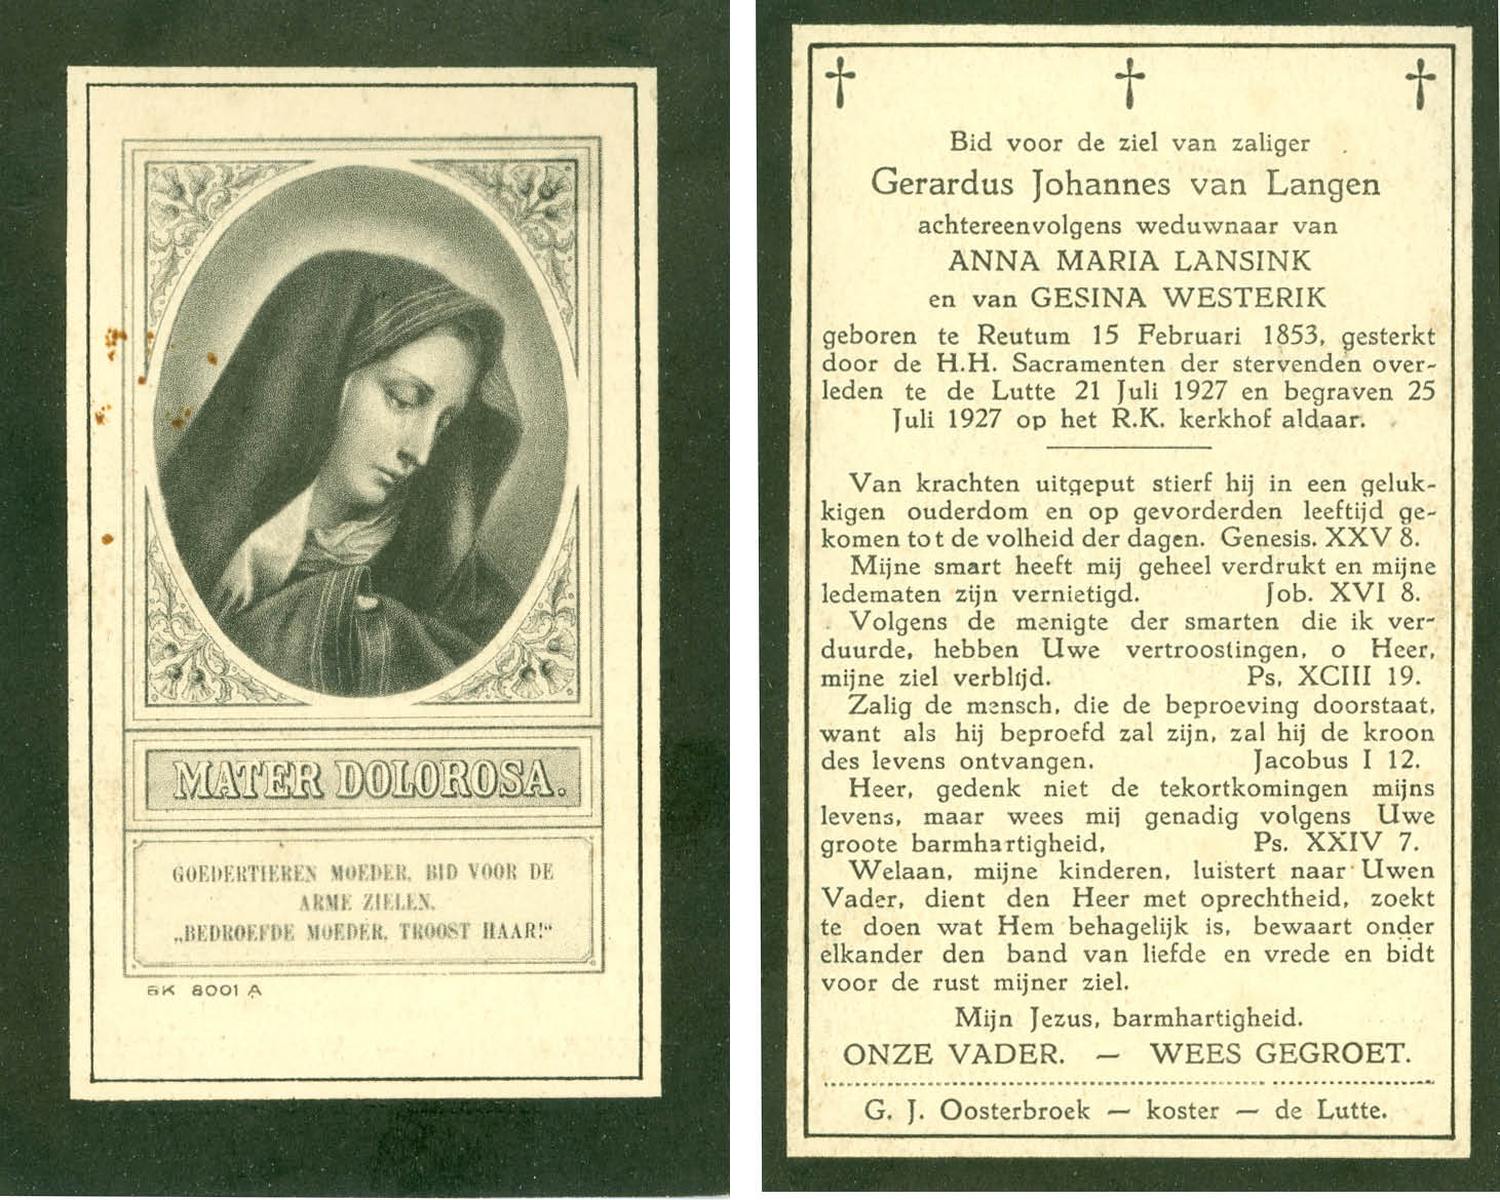 MATER DOLOROSA.
GOEDERTIEREN MOEDER, BID VOOR DE
ARME ZIELEN.
„BEDROEFDE MOEDER, TROOST HAAR!“
BK 8001 A
Bid voor de ziel van zaliger
Gerardus Johannes van Langen
achtereenvolgens weduwnaar van
ANNA MARIA LANSINK
en van GESINA WESTERIK
geboren te Reutum 15 Februari 1853, gesterkt
door de H.H. Sacramenten der stervenden over-
leden te de Lutte 21 Juli 1927 en begraven 25
Juli 1927 op het R.K. kerkhof aldaar.
Van krachten uitgeput stierf hij in een geluk-
kigen ouderdom en op gevorderden leeftijd ge-
komen tot de volheid der dagen. Genesis. XXV 8.
Mijne smart heeft mij geheel verdrukt en mijne
ledematen zijn vernietigd. Job. XVI 8.
Volgens de menigte der smarten die ik ver-
duurde, hebben Uwe vertroostingen, o Heer,
mijne ziel verblijd. Ps, XCIII 19.
Zalig de mensch, die de beproeving doorstaat,
want als hij beproefd zal zijn, zal hij de kroon
des levens ontvangen. Jacobus I 12.
Heer, gedenk niet de tekortkomingen mijns
levens, maar wees mij genadig volgens Uwe
groote barmhartigheid, Ps. XXIV 7.
Welaan, mijne kinderen, luistert naar Uwen
Vader, dient den Heer met oprechtheid, zoekt
te doen wat Hem behagelijk is, bewaart onder
elkander den band van liefde en vrede en bidt
voor de rust mijner ziel.
Mijn Jezus, barmhartigheid.
ONZE VADER. — WEES GEGROET.
G. J. Oosterbroek — koster — de Lutte.